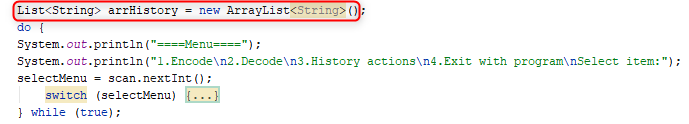 List<String> arrHistory = new ArrayList<String>();
do {
System.out.println("====Menu====");
System.out.println("1.Encode\n2.Decode\n3.History actions\n4.Exit with program\nSelect item:");
selectMenu = scan.nextInt();
switch (selectMenu) {...}
} while (true);